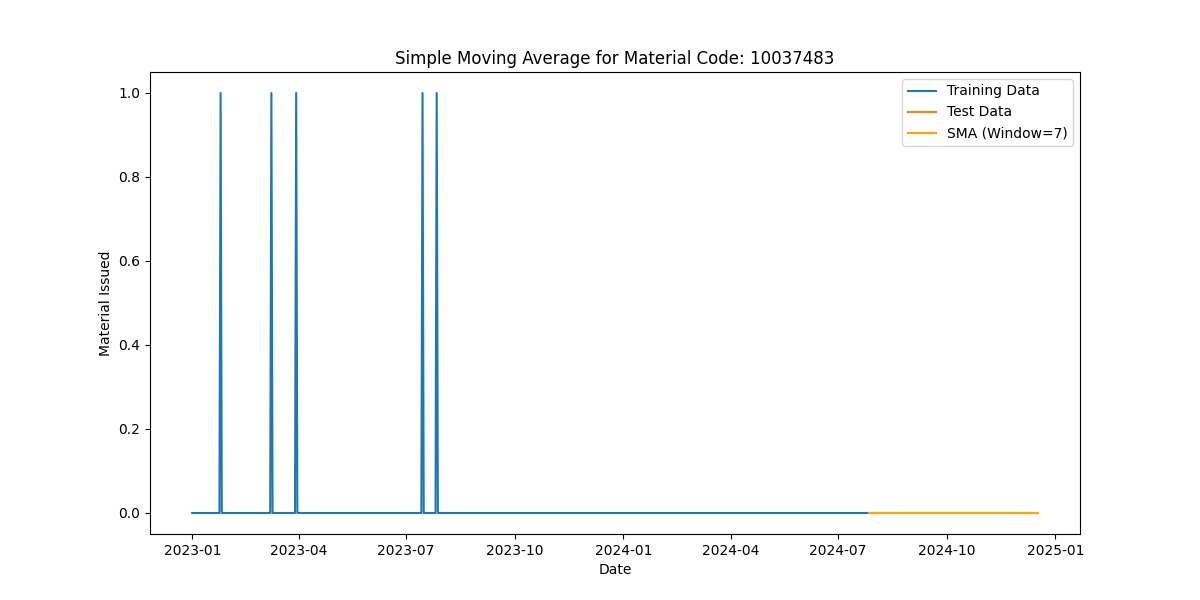 Simple Moving Average for Material Code: 10037483
Training Data
Test Data
SMA (Window=7)
Material Issued
1.0
0.8
0.6
0.4
0.2
0.0
2023-01 2023-04 2023-07 2023-10 2024-01 2024-04 2024-07 2024-10 2025-01
Date